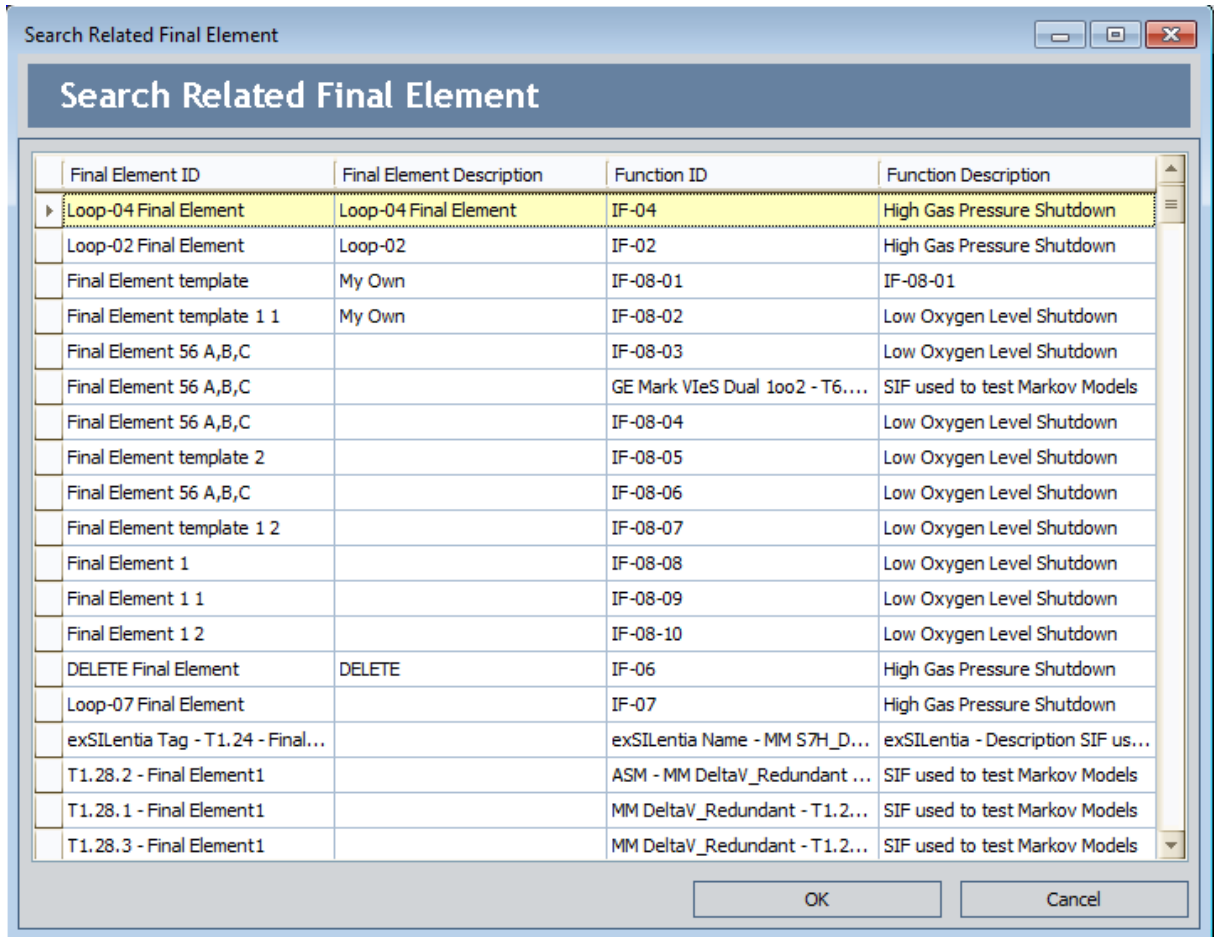 Search Related Final Element
Search Related Final Element
Final Element ID Final Element Description Function ID Function Description
Loop-04 Final Element Loop-04 Final Element IF-04 High Gas Pressure Shutdown
Loop-02 Final Element Loop-02 IF-02 High Gas Pressure Shutdown
Final Element template My Own IF-08-01 IF-08-01
Final Element template 1 1 My Own IF-08-02 Low Oxygen Level Shutdown
Final Element 56 A,B,C IF-08-03 Low Oxygen Level Shutdown
Final Element 56 A,B,C GE Mark VIeS Dual 1oo2 - T6.... SIF used to test Markov Models
Final Element 56 A,B,C IF-08-04 Low Oxygen Level Shutdown
Final Element template 2 IF-08-05 Low Oxygen Level Shutdown
Final Element 56 A,B,C IF-08-06 Low Oxygen Level Shutdown
Final Element template 1 2 IF-08-07 Low Oxygen Level Shutdown
Final Element 1 IF-08-08 Low Oxygen Level Shutdown
Final Element 1 1 IF-08-09 Low Oxygen Level Shutdown
Final Element 1 2 IF-08-10 Low Oxygen Level Shutdown
DELETE Final Element DELETE IF-06 High Gas Pressure Shutdown
Loop-07 Final Element IF-07 High Gas Pressure Shutdown
exSILentia Tag - T1.24 - Final... exSILentia Name - MM S7H_D... exSILentia - Description SIF us...
T1.28.2 - Final Element1 ASM - MM DeltaV_Redundant ... SIF used to test Markov Models
T1.28.1 - Final Element1 MM DeltaV_Redundant - T1.2... SIF used to test Markov Models
T1.28.3 - Final Element1 MM DeltaV_Redundant - T1.2... SIF used to test Markov Models
OK Cancel